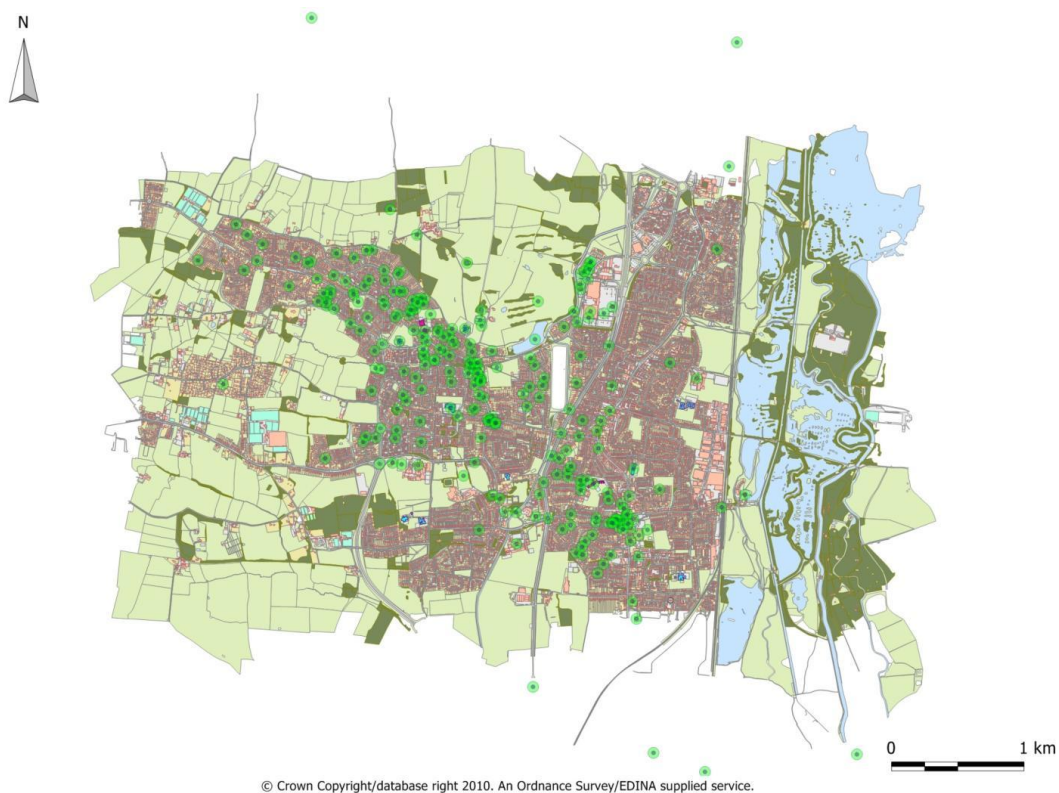 N
0 1 km
© Crown Copyright/database right 2010. An Ordnance Survey/EDINA supplied service.